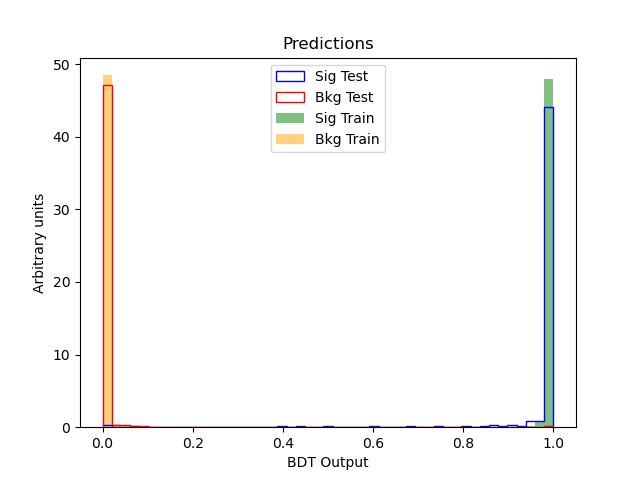 Predictions
Sig Test
Bkg Test
Sig Train
Bkg Train
Arbitrary units
50
40
30
20
10
0
0.0 0.2 0.4 0.6 0.8 1.0
BDT Output